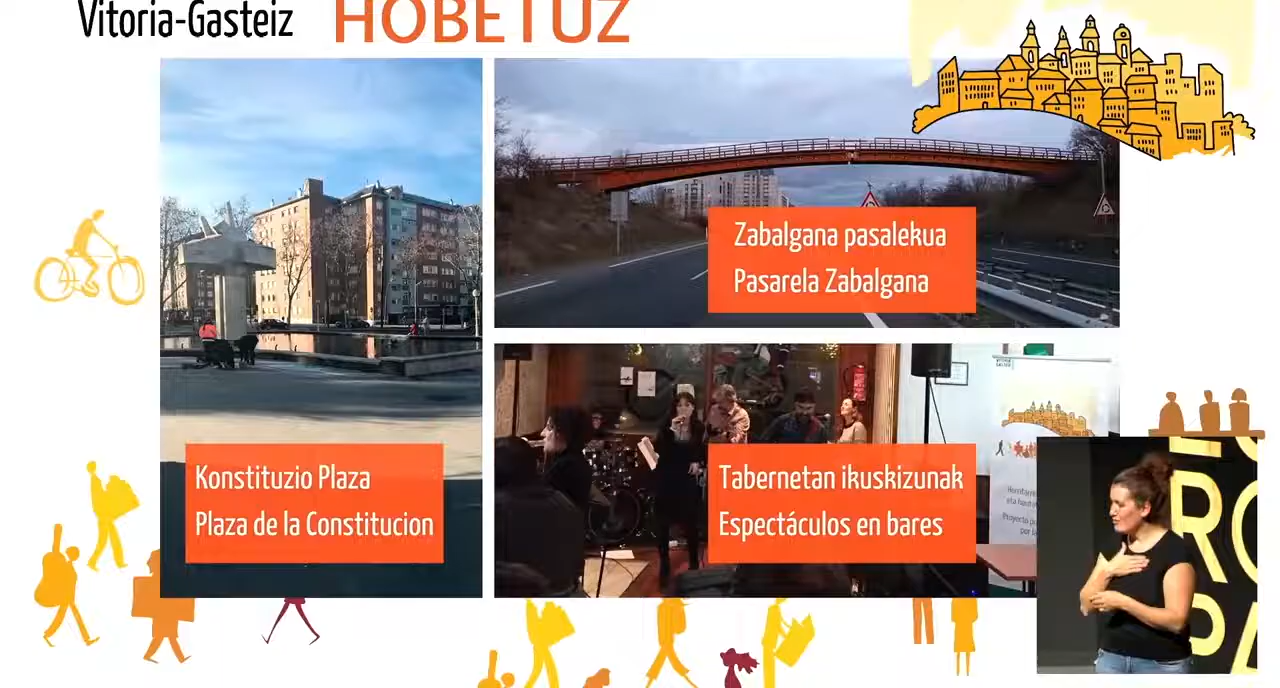 Vitoria-Gasteiz
HOBETUZ
Zabalgana pasalekua
Pasarela Zabalgana
Konstituzio Plaza
Plaza de la Constitucion
Tabernetan ikuskizunak
Espectáculos en bares